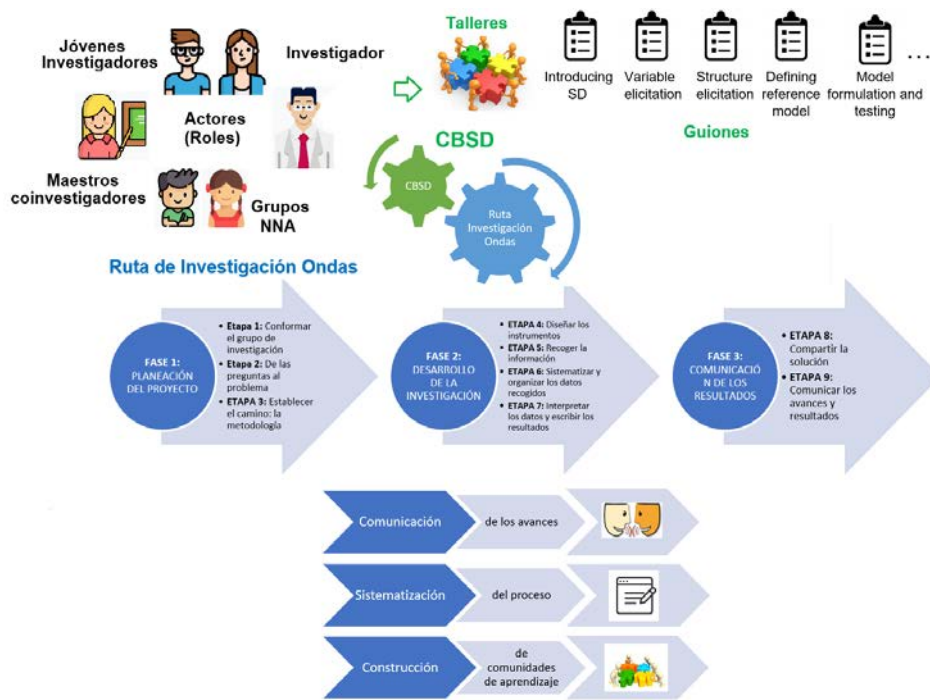 Jóvenes
Investigadores
Investigador
Actores
(Roles)
Maestros
coinvestigadores
Grupos
NNA
Talleres
Introducing
SD
Variable
elicitation
Structure
elicitation
Defining
reference
model
Model
formulation and
testing
...
Guiones
CBSD
CBSD
Ruta
Investigación
Ondas
Ruta de Investigación Ondas
FASE 1:
PLANEACIÓN
DEL PROYECTO
• Etapa 1: Conformar
el grupo de
investigación
• Etapa 2: De las
preguntas al
problema
• ETAPA 3: Establecer
el camino: la
metodología
FASE 2:
DESARROLLO
DE LA
INVESTIGACIÓN
• ETAPA 4: Diseñar los
instrumentos
• ETAPA 5: Recoger la
información
• ETAPA 6: Sistematizar y
organizar los datos
recogidos
• ETAPA 7: Interpretar
los datos y escribir los
resultados
FASE 3:
COMUNICACIÓ
N DE LOS
RESULTADOS
• ETAPA 8:
Compartir la
solución
• ETAPA 9:
Comunicar los
avances y
resultados
Comunicación
de los avances
Sistematización
del proceso
Construcción
de
comunidades
de aprendizaje